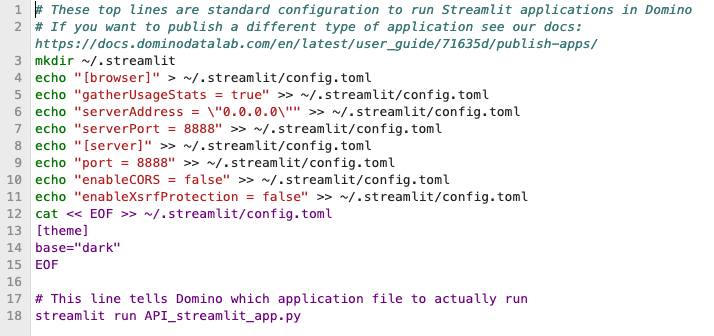 1 # These top lines are standard configuration to run Streamlit applications in Domino
2 # If you want to publish a different type of application see our docs:
https://docs.dominodatalab.com/en/latest/user_guide/71635d/publish-apps/
3 mkdir ~/.streamlit
4 echo "[browser]" > ~/.streamlit/config.toml
5 echo "gatherUsageStats = true" >> ~/.streamlit/config.toml
6 echo "serverAddress = \"0.0.0.0\"" >> ~/.streamlit/config.toml
7 echo "serverPort = 8888" >> ~/.streamlit/config.toml
8 echo "[server]" >> ~/.streamlit/config.toml
9 echo "port = 8888" >> ~/.streamlit/config.toml
10 echo "enableCORS = false" >> ~/.streamlit/config.toml
11 echo "enableXsrfProtection = false" >> ~/.streamlit/config.toml
12 cat << EOF >> ~/.streamlit/config.toml
13 [theme]
14 base="dark"
15 EOF
16
17 # This line tells Domino which application file to actually run
18 streamlit run API_streamlit_app.py